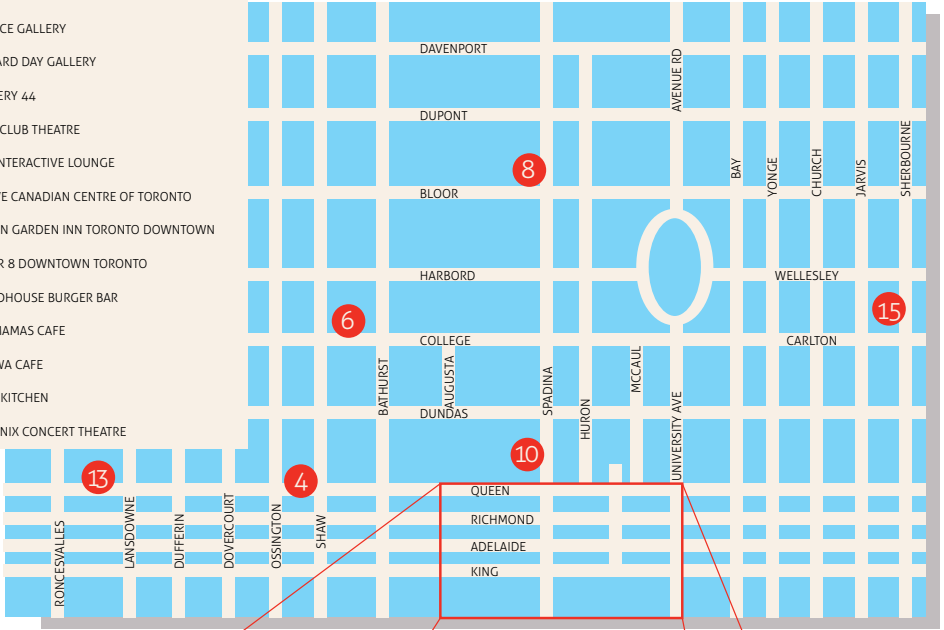 CE GALLERY
ARD DAY GALLERY
ERY 44
CLUB THEATRE
NTERACTIVE LOUNGE
VE CANADIAN CENTRE OF TORONTO
N GARDEN INN TORONTO DOWNTOWN
R 8 DOWNTOWN TORONTO
DHOUSE BURGER BAR
HAMAS CAFE
WA CAFE
KITCHEN
NIX CONCERT THEATRE
DAVENPORT
AVENUE RD
DUPONT
8
BAY
YONGE
CHURCH
JARVIS
SHERBOURNE
BLOOR
HARBORD
WELLESLEY
6
15
COLLEGE
CARLTON
BATHURST
AUGUSTA
SPADINA
HURON
MCCAUL
UNIVERSITY AVE
DUNDAS
10
13
4
QUEEN
RICHMOND
ADELAIDE
KING
RONCESVALLES
LANSDOWNE
DUFFERIN
DOVERCOURT
OSSINGTON
SHAW